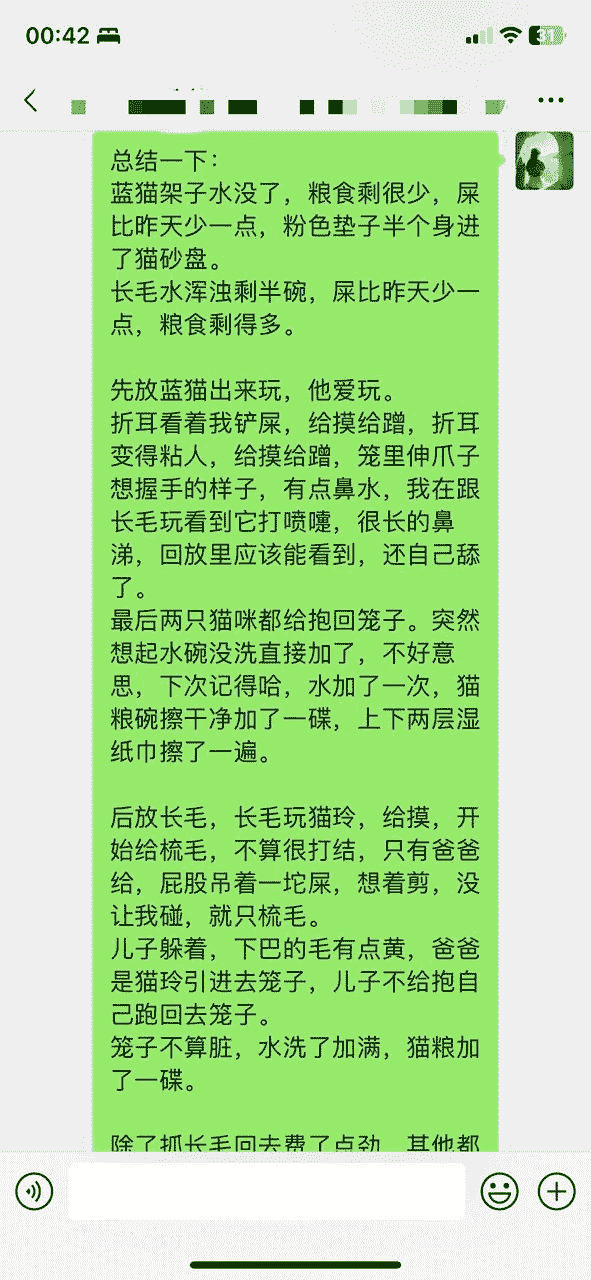 00:42
31
总结一下：
蓝猫架子水没了，粮食剩很少，屎
比昨天少一点，粉色垫子半个身进
了猫砂盘。
长毛水浑浊剩半碗，屎比昨天少一
点，粮食剩得多。
先放蓝猫出来玩，他爱玩。
折耳看着我铲屎，给摸给蹭，折耳
变得粘人，给摸给蹭，笼里伸爪子
想握手的样子，有点鼻水，我在跟
长毛玩看到它打喷嚏，很长的鼻
涕，回放里应该能看到，还自己舔
了。
最后两只猫咪都给抱回笼子。突然
想起水碗没洗直接加了，不好意
思，下次记得哈，水加了一次，猫
粮碗擦干净加了一碟，上下两层湿
纸巾擦了一遍。
后放长毛，长毛玩猫玲，给摸，开
始给梳毛，不算很打结，只有爸爸
给，屁股吊着一坨屎，想着剪，没
让我碰，就只梳毛。
儿子躲着，下巴的毛有点黄，爸爸
是猫玲引进去笼子，儿子不给抱自
己跑回去笼子。
笼子不算脏，水洗了加满，猫粮加
了一碟。
除了抓长毛回去费了点劲，其他都